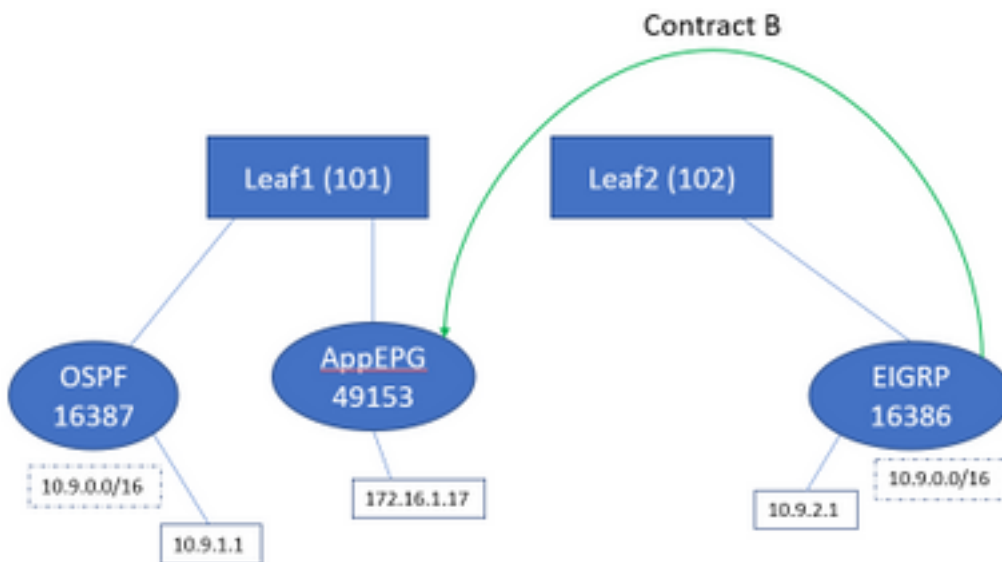 Contract B
Leaf1 (101)
Leaf2 (102)
OSPF
16387
AppEPG
49153
EIGRP
16386
10.9.0.0/16
10.9.1.1
172.16.1.17
10.9.2.1
10.9.0.0/16